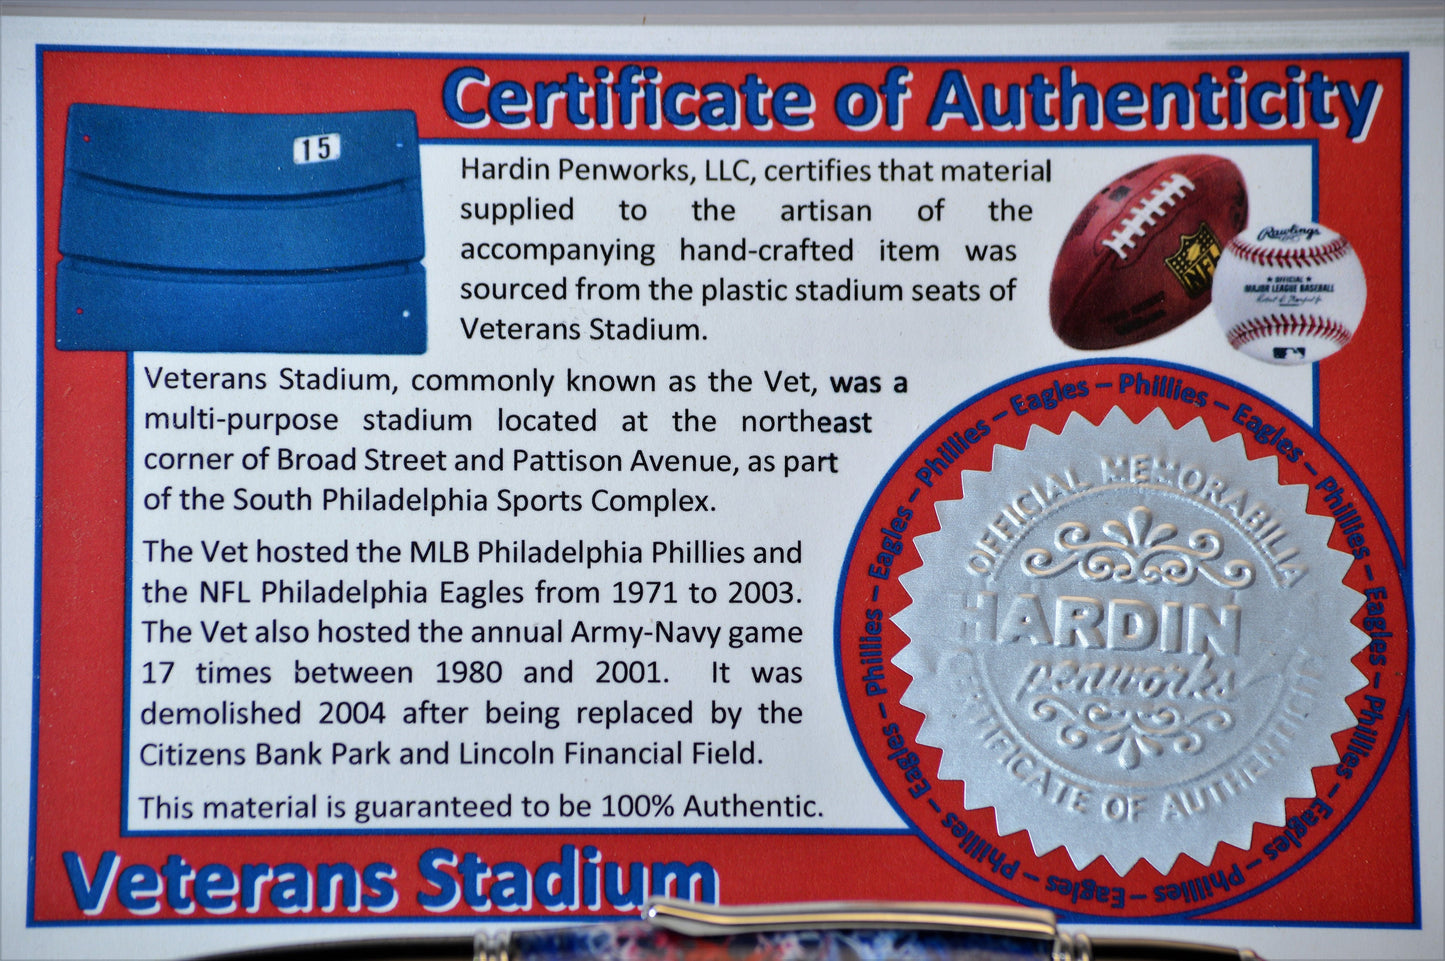 Certificate of Authenticity
15
Hardin Penworks, LLC, certifies that material
supplied to the artisan of the
accompanying hand-crafted item was
sourced from the plastic stadium seats of
Veterans Stadium.
NFL
Rawlings
OFFICIAL
MAJOR LEAGUE BASEBALL
Veterans Stadium, commonly known as the Vet, was a
multi-purpose stadium located at the northeast
corner of Broad Street and Pattison Avenue, as part
of the South Philadelphia Sports Complex.
The Vet hosted the MLB Philadelphia Phillies and
the NFL Philadelphia Eagles from 1971 to 2003.
The Vet also hosted the annual Army-Navy game
17 times between 1980 and 2001. It was
demolished 2004 after being replaced by the
Citizens Bank Park and Lincoln Financial Field.
This material is guaranteed to be 100% Authentic.
Eagles – Phillies – Eagles – Phillies – Eagles – Phillies – Eagles – Phillies – Eagles – Phillies – Eagles – Phillies – Eagles – Phillies
OFFICIAL MEMORABILIA
HARDIN
penworks
CERTIFICATE OF AUTHENTICITY
Veterans Stadium